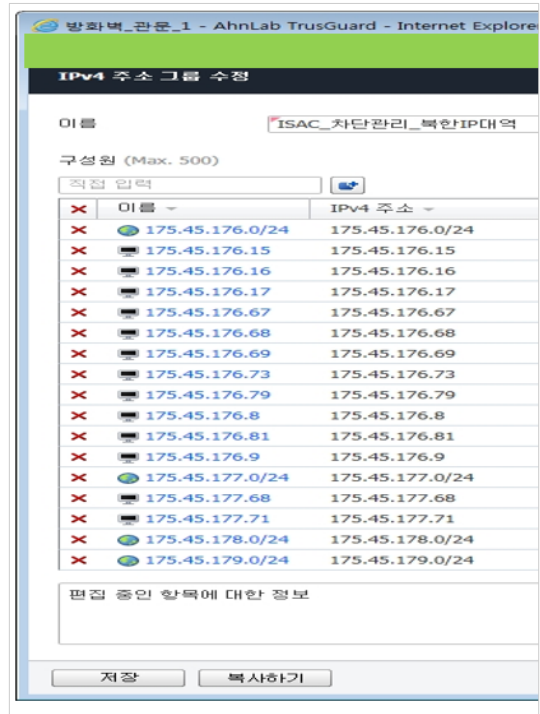 방화벽_관문_1 - AhnLab TrusGuard - Internet Explore
IPv4 주소 그룹 수정
이름 ISAC_차단관리_북한IP대역
구성원 (Max. 500)
직접 입력
이름 IPv4 주소
175.45.176.0/24 175.45.176.0/24
175.45.176.15 175.45.176.15
175.45.176.16 175.45.176.16
175.45.176.17 175.45.176.17
175.45.176.67 175.45.176.67
175.45.176.68 175.45.176.68
175.45.176.69 175.45.176.69
175.45.176.73 175.45.176.73
175.45.176.79 175.45.176.79
175.45.176.8 175.45.176.8
175.45.176.81 175.45.176.81
175.45.176.9 175.45.176.9
175.45.177.0/24 175.45.177.0/24
175.45.177.68 175.45.177.68
175.45.177.71 175.45.177.71
175.45.178.0/24 175.45.178.0/24
175.45.179.0/24 175.45.179.0/24
편집 중인 항목에 대한 정보
저장 복사하기